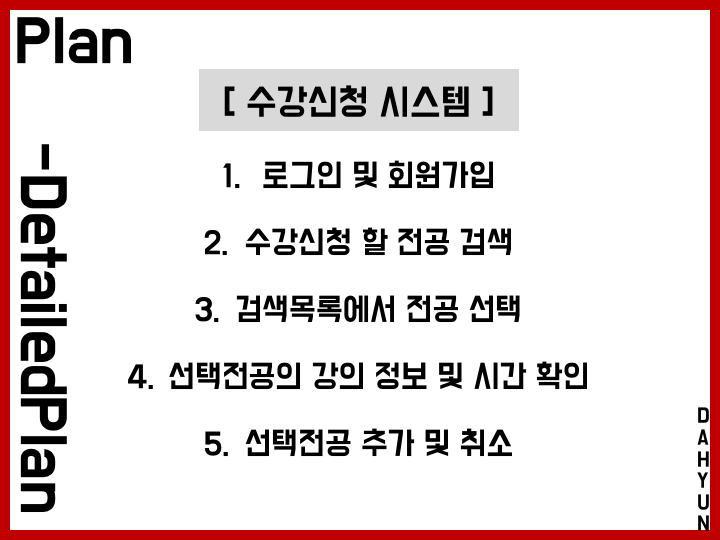 Plan
-DetailedPlan
[ 수강신청 시스템 ]
1. 로그인 및 회원가입
2. 수강신청 할 전공 검색
3. 검색목록에서 전공 선택
4. 선택전공의 강의 정보 및 시간 확인
5. 선택전공 추가 및 취소
DAHYUN